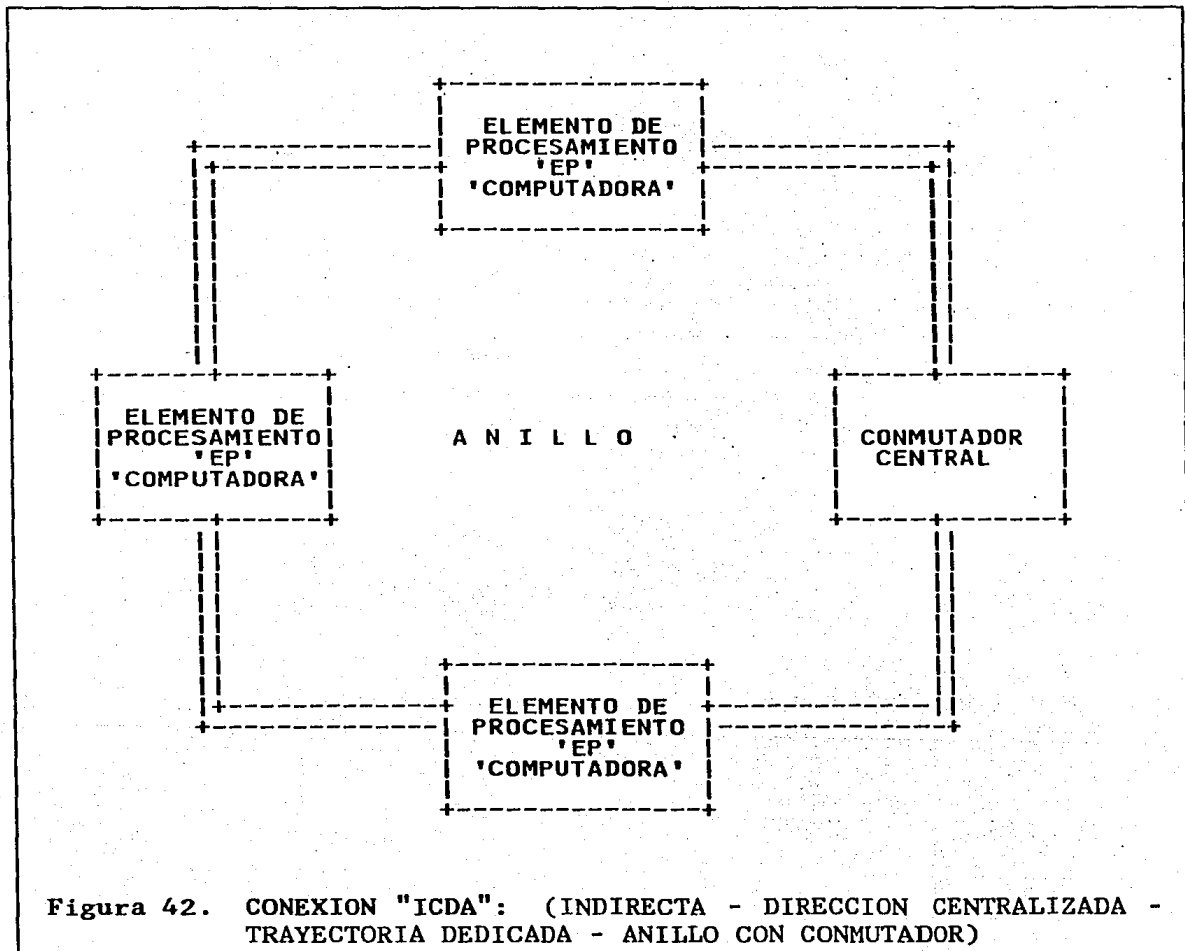 ELEMENTO DE
PROCESAMIENTO
'EP'
'COMPUTADORA'
ELEMENTO DE
PROCESAMIENTO
'EP'
'COMPUTADORA'
A N I L L O
CONMUTADOR
CENTRAL
ELEMENTO DE
PROCESAMIENTO
'EP'
'COMPUTADORA'
Figura 42. CONEXION "ICDA": (INDIRECTA - DIRECCION CENTRALIZADA -
TRAYECTORIA DEDICADA - ANILLO CON CONMUTADOR)